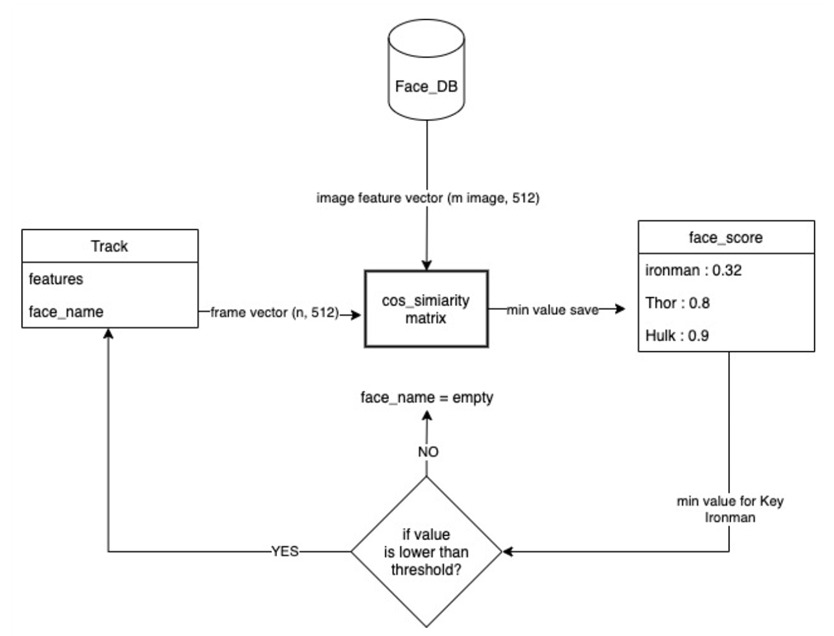 Face_DB
image feature vector (m image, 512)
Track
features
face_name
frame vector (n, 512)
cos_simiarity
matrix
min value save
face_score
ironman : 0.32
Thor : 0.8
Hulk : 0.9
face_name = empty
NO
min value for Key
Ironman
if value
is lower than
threshold?
YES